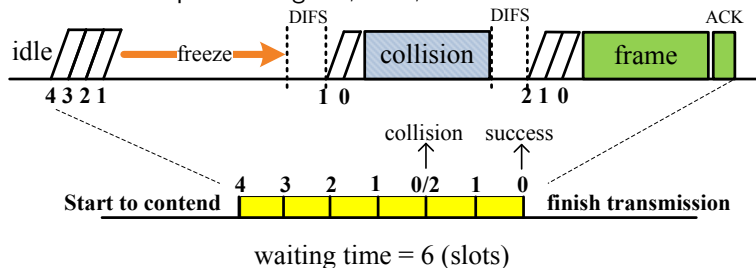 DIFS DIFS ACK
idle freeze collision frame
4 3 2 1 1 0 2 1 0
collision success
4 3 2 1 0/2 1 0
Start to contend finish transmission
waiting time = 6 (slots)